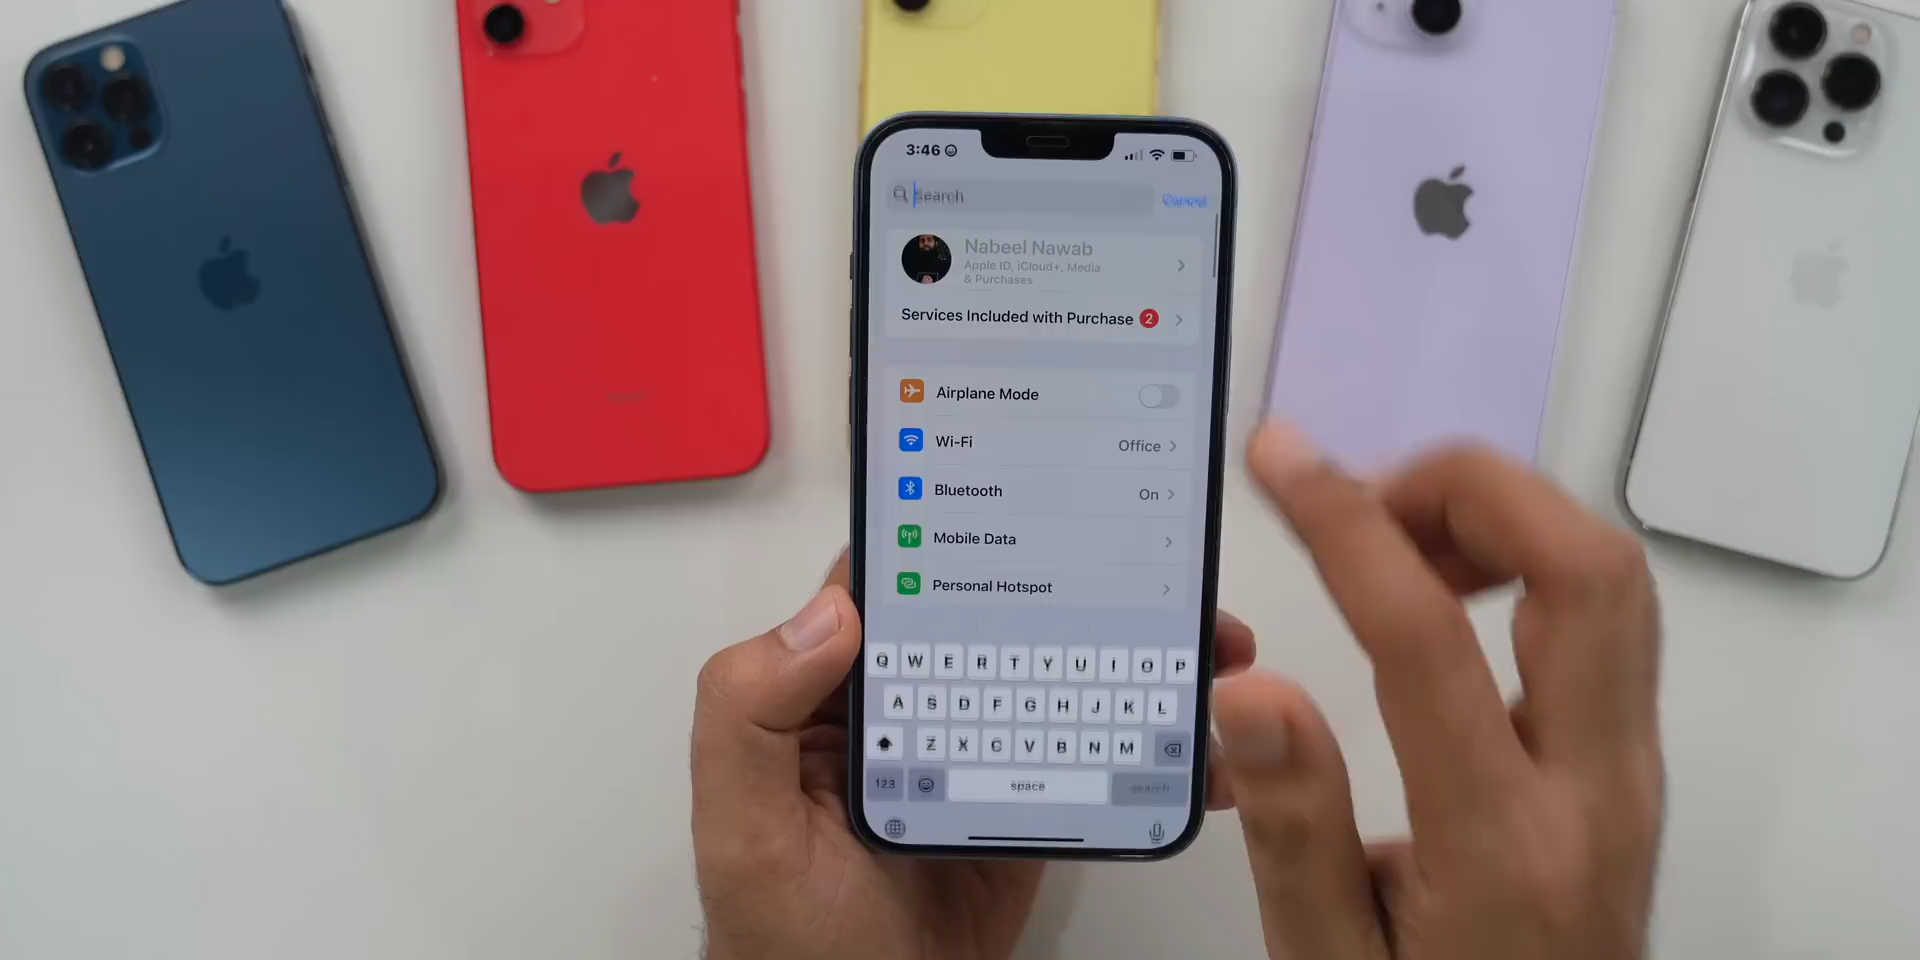 3:46
Search
Cancel
Nabeel Nawab
Apple ID, iCloud+, Media
& Purchases
Services Included with Purchase 2
Airplane Mode
Wi-Fi Office
Bluetooth On
Mobile Data
Personal Hotspot
Q W E R T Y U I O P
A S D F G H J K L
Z X C V B N M
123 space search